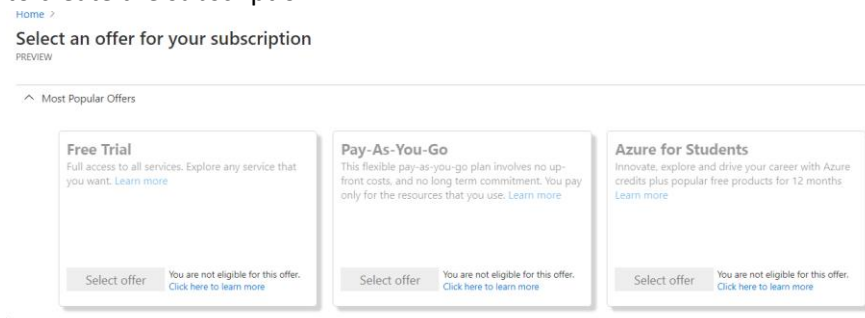 Home >
Select an offer for your subscription
PREVIEW
Most Popular Offers
Free Trial
Full access to all services. Explore any service that
you want. Learn more
Select offer
You are not eligible for this offer.
Click here to learn more
Pay-As-You-Go
This flexible pay-as-you-go plan involves no up-
front costs, and no long term commitment. You pay
only for the resources that you use. Learn more
Select offer
You are not eligible for this offer.
Click here to learn more
Azure for Students
Innovate, explore and drive your career with Azure
credits plus popular free products for 12 months
Learn more
Select offer
You are not eligible for this offer.
Click here to learn more